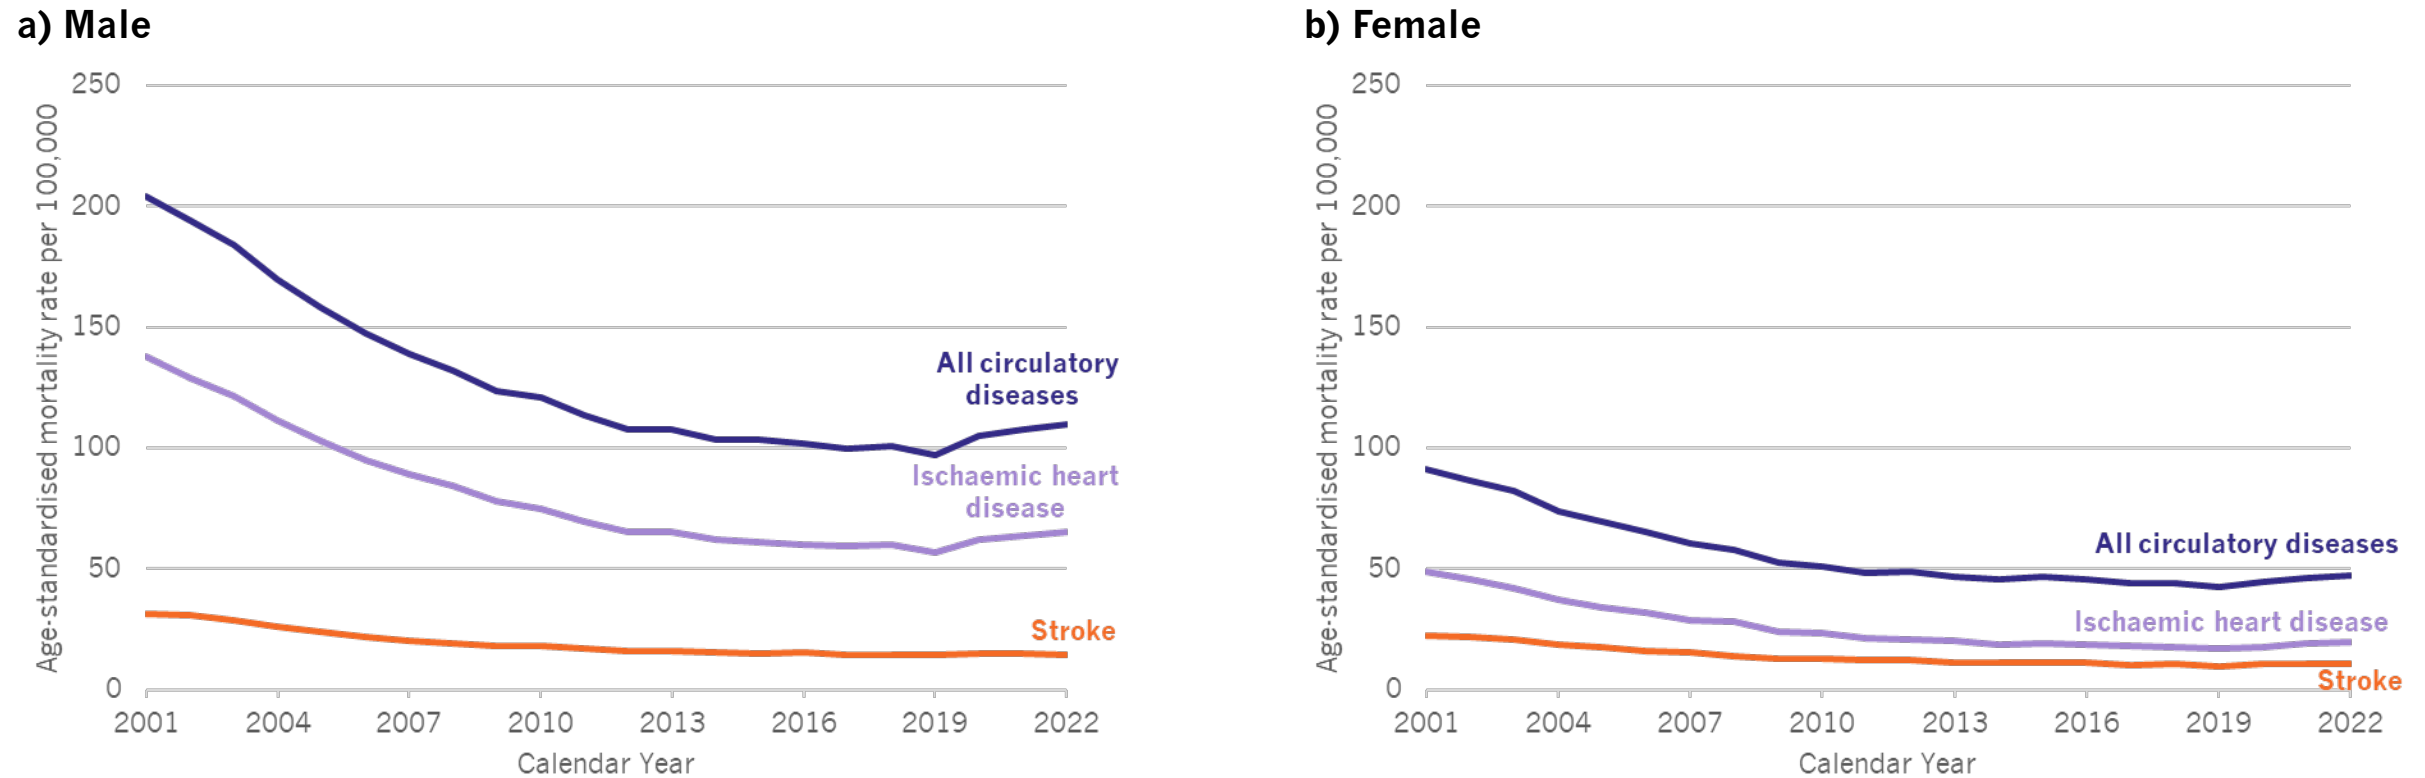 a) Male
Age-standardised mortality rate per 100,000
250
200
150
100
50
0
All circulatory
diseases
Ischaemic heart
disease
Stroke
2001 2004 2007 2010 2013 2016 2019 2022
Calendar Year
b) Female
Age-standardised mortality rate per 100,000
250
200
150
100
50
0
All circulatory diseases
Ischaemic heart disease
Stroke
2001 2004 2007 2010 2013 2016 2019 2022
Calendar Year